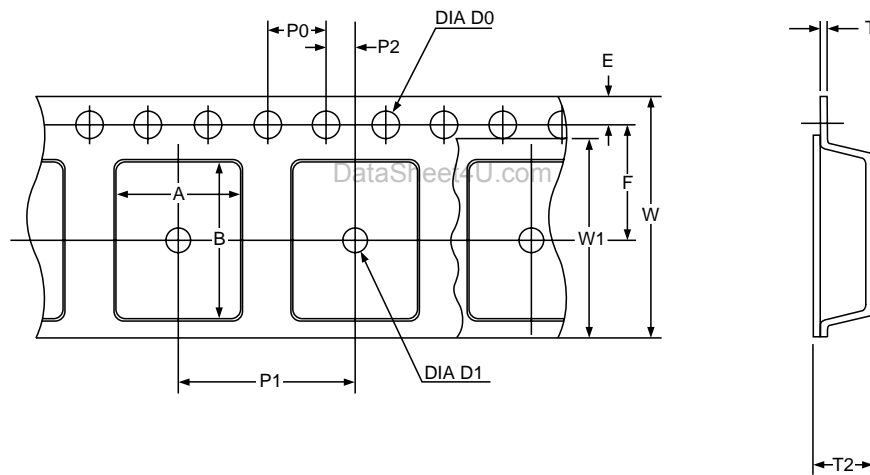 DIA D0
P0
P2
T
E
DataSheet4U.com
A
F
B
W1
W
P1
DIA D1
T2